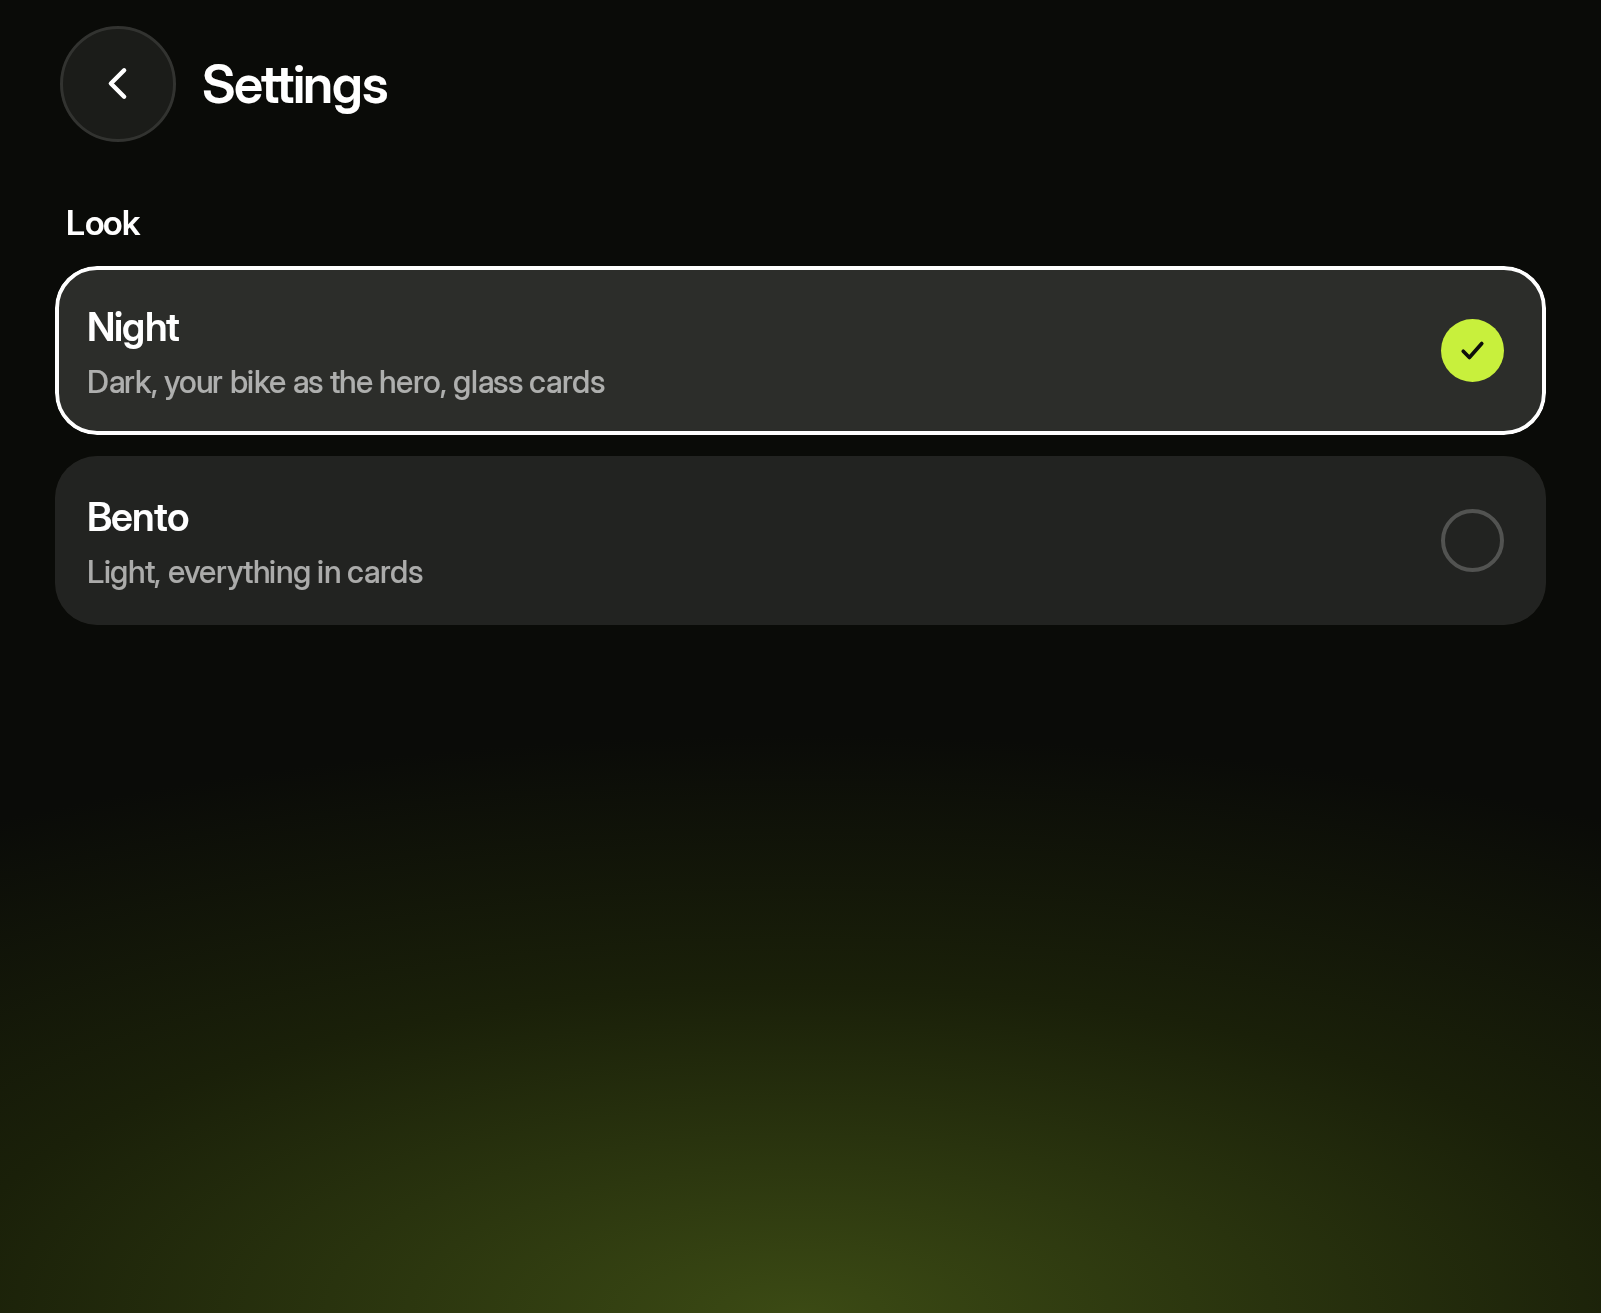 Settings
Look
Night
Dark, your bike as the hero, glass cards
Bento
Light, everything in cards